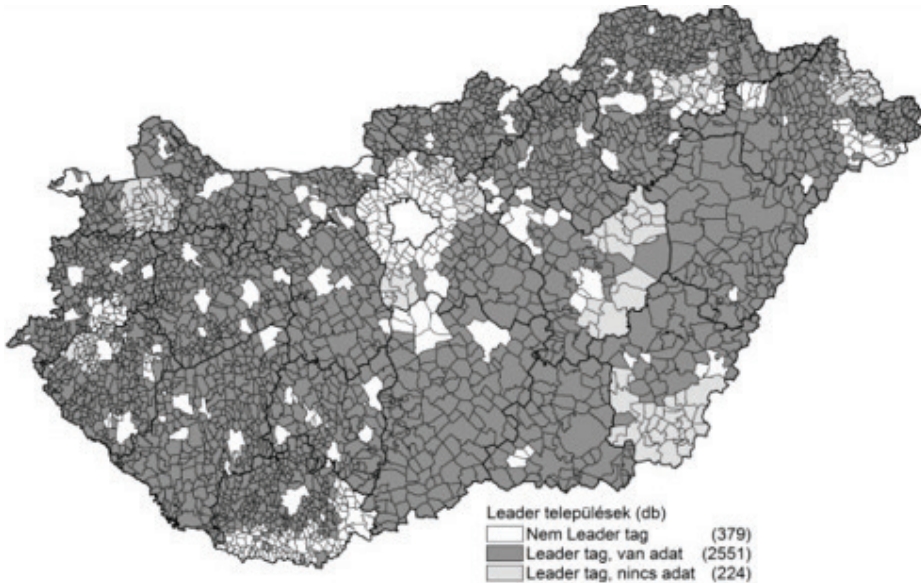 Leader települések (db)
Nem Leader tag (379)
Leader tag, van adat (2551)
Leader tag, nincs adat (224)